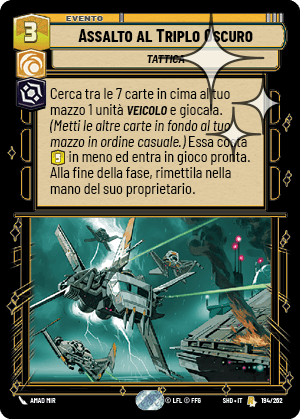 3
EVENTO
ASSALTO AL TRIPLO OSCURO
TATTICA
Cerca tra le 7 carte in cima al tuo
mazzo 1 unità VEICOLO e giocala.
(Metti le altre carte in fondo al tuo
mazzo in ordine casuale.) Essa costa
5 in meno ed entra in gioco pronta.
Alla fine della fase, rimettila nella
mano del suo proprietario.
AMAD MIR
© LFL © FFG
SHD • IT
194/262